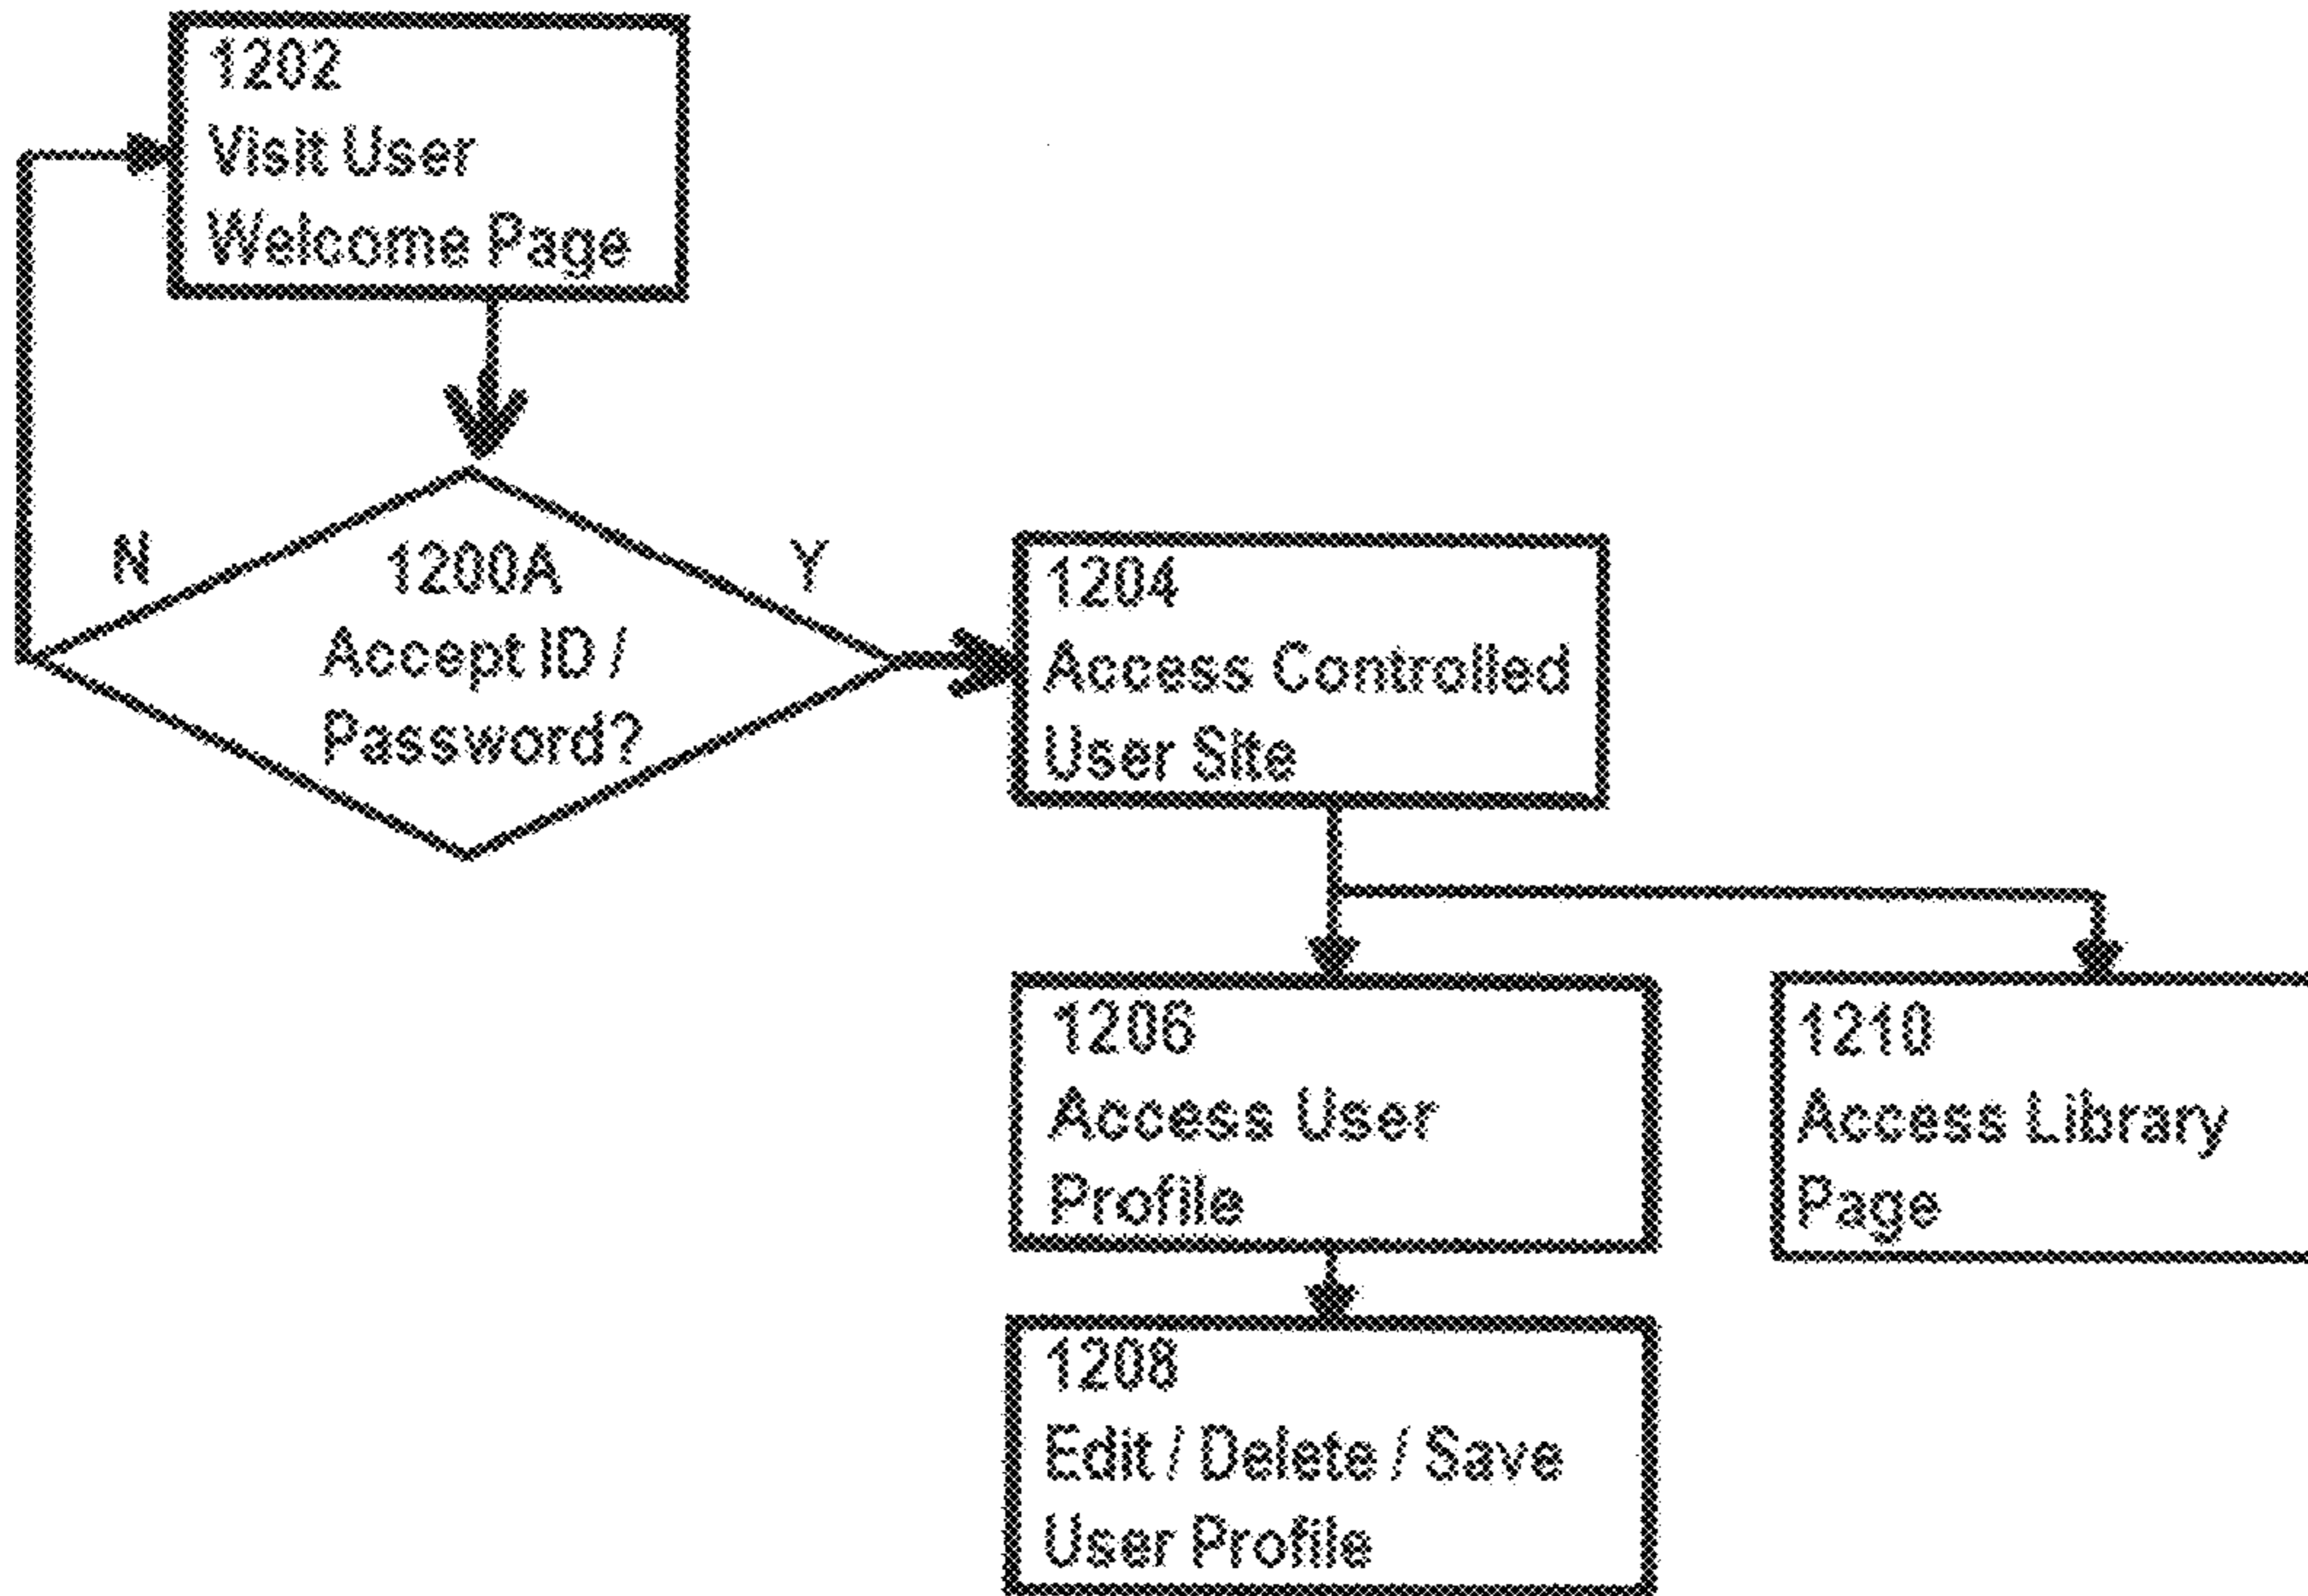 1202
Visit User
Welcome Page
N
1200A
Y
Accept ID /
Password?
1204
Access Controlled
User Site
1206
Access User
Profile
1210
Access Library
Page
1208
Edit / Delete / Save
User Profile